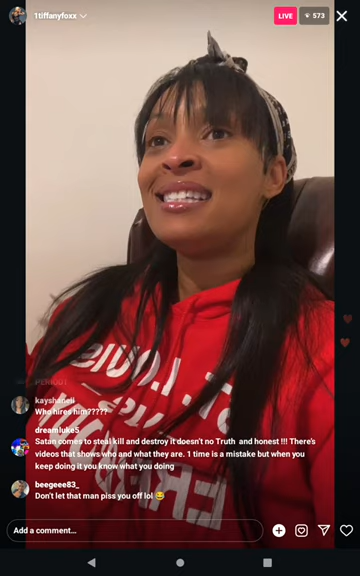 1tiffanyfoxx
LIVE
573
PERIODT
kayshanell
Who hires him?????
dreamluke5
Satan comes to steal kill and destroy it doesn't no Truth and honest !!! There's
videos that shows who and what they are. 1 time is a mistake but when you
keep doing it you know what you doing
beegeee83_
Don't let that man piss you off lol 😂
Add a comment...